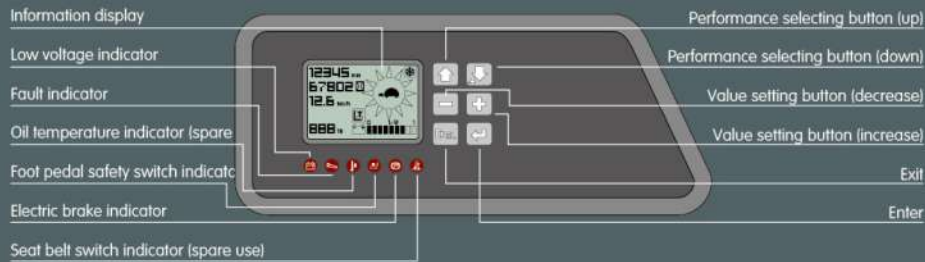 Information display
Low voltage indicator
Fault indicator
Oil temperature indicator (spare
Foot pedal safety switch indicatc
Electric brake indicator
Seat belt switch indicator (spare use)
12345 km
67802
12.6 km/h
888
Performance selecting button (up)
Performance selecting button (down)
Value setting button (decrease)
Value setting button (increase)
Exit
Enter